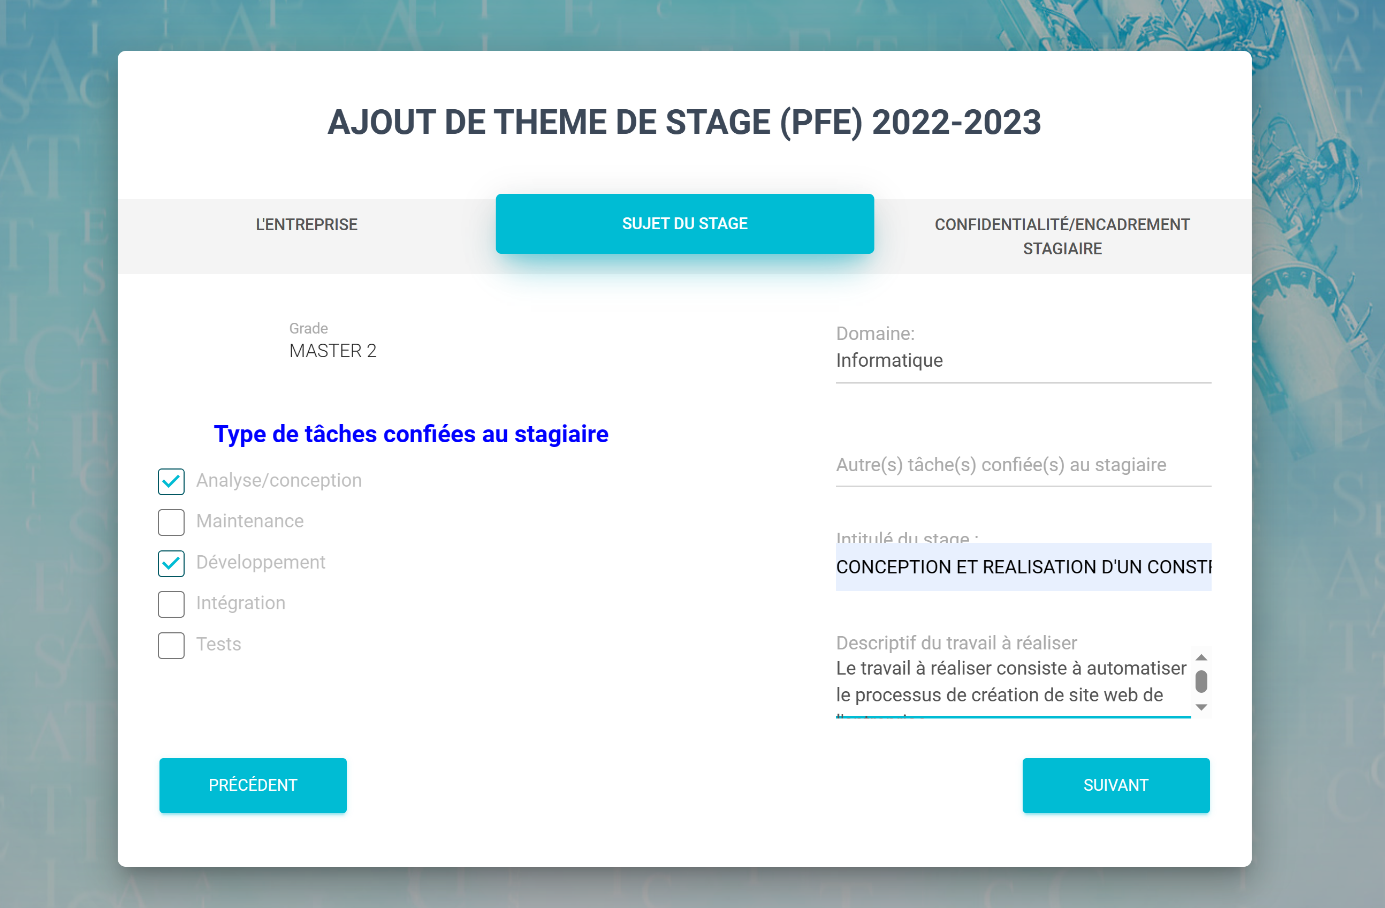 AJOUT DE THEME DE STAGE (PFE) 2022-2023
L'ENTREPRISE
SUJET DU STAGE
CONFIDENTIALITÉ/ENCADREMENT
STAGIAIRE
Grade
MASTER 2
Type de tâches confiées au stagiaire
Analyse/conception
Maintenance
Développement
Intégration
Tests
Domaine:
Informatique
Autre(s) tâche(s) confiée(s) au stagiaire
Intitulé du stage :
CONCEPTION ET REALISATION D'UN
Descriptif du travail à réaliser
Le travail à réaliser consiste à automatiser
le processus de création de site web de
PRÉCÉDENT
SUIVANT